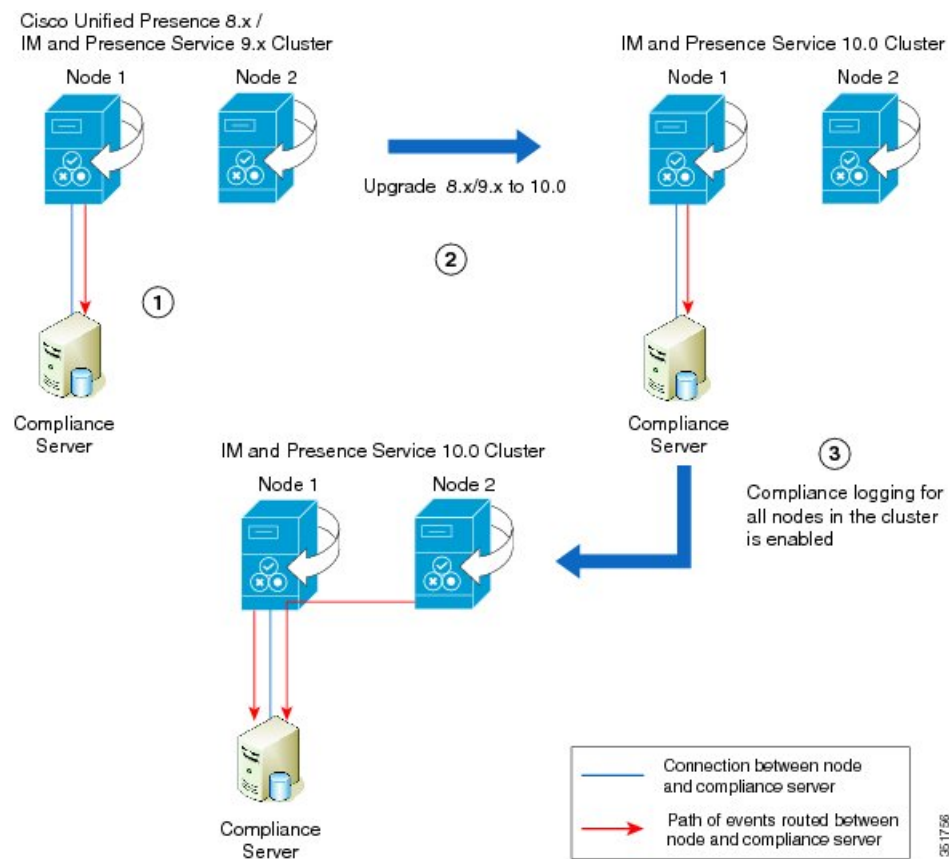 Cisco Unified Presence 8.x /
IM and Presence Service 9.x Cluster
Node 1
Node 2
IM and Presence Service 10.0 Cluster
Node 1
Node 2
Upgrade 8.x/9.x to 10.0
2
1
Compliance
Server
Compliance
Server
3
Compliance logging for
all nodes in the cluster
is enabled
IM and Presence Service 10.0 Cluster
Node 1
Node 2
Compliance
Server
Connection between node
and compliance server
Path of events routed between
node and compliance server
361756